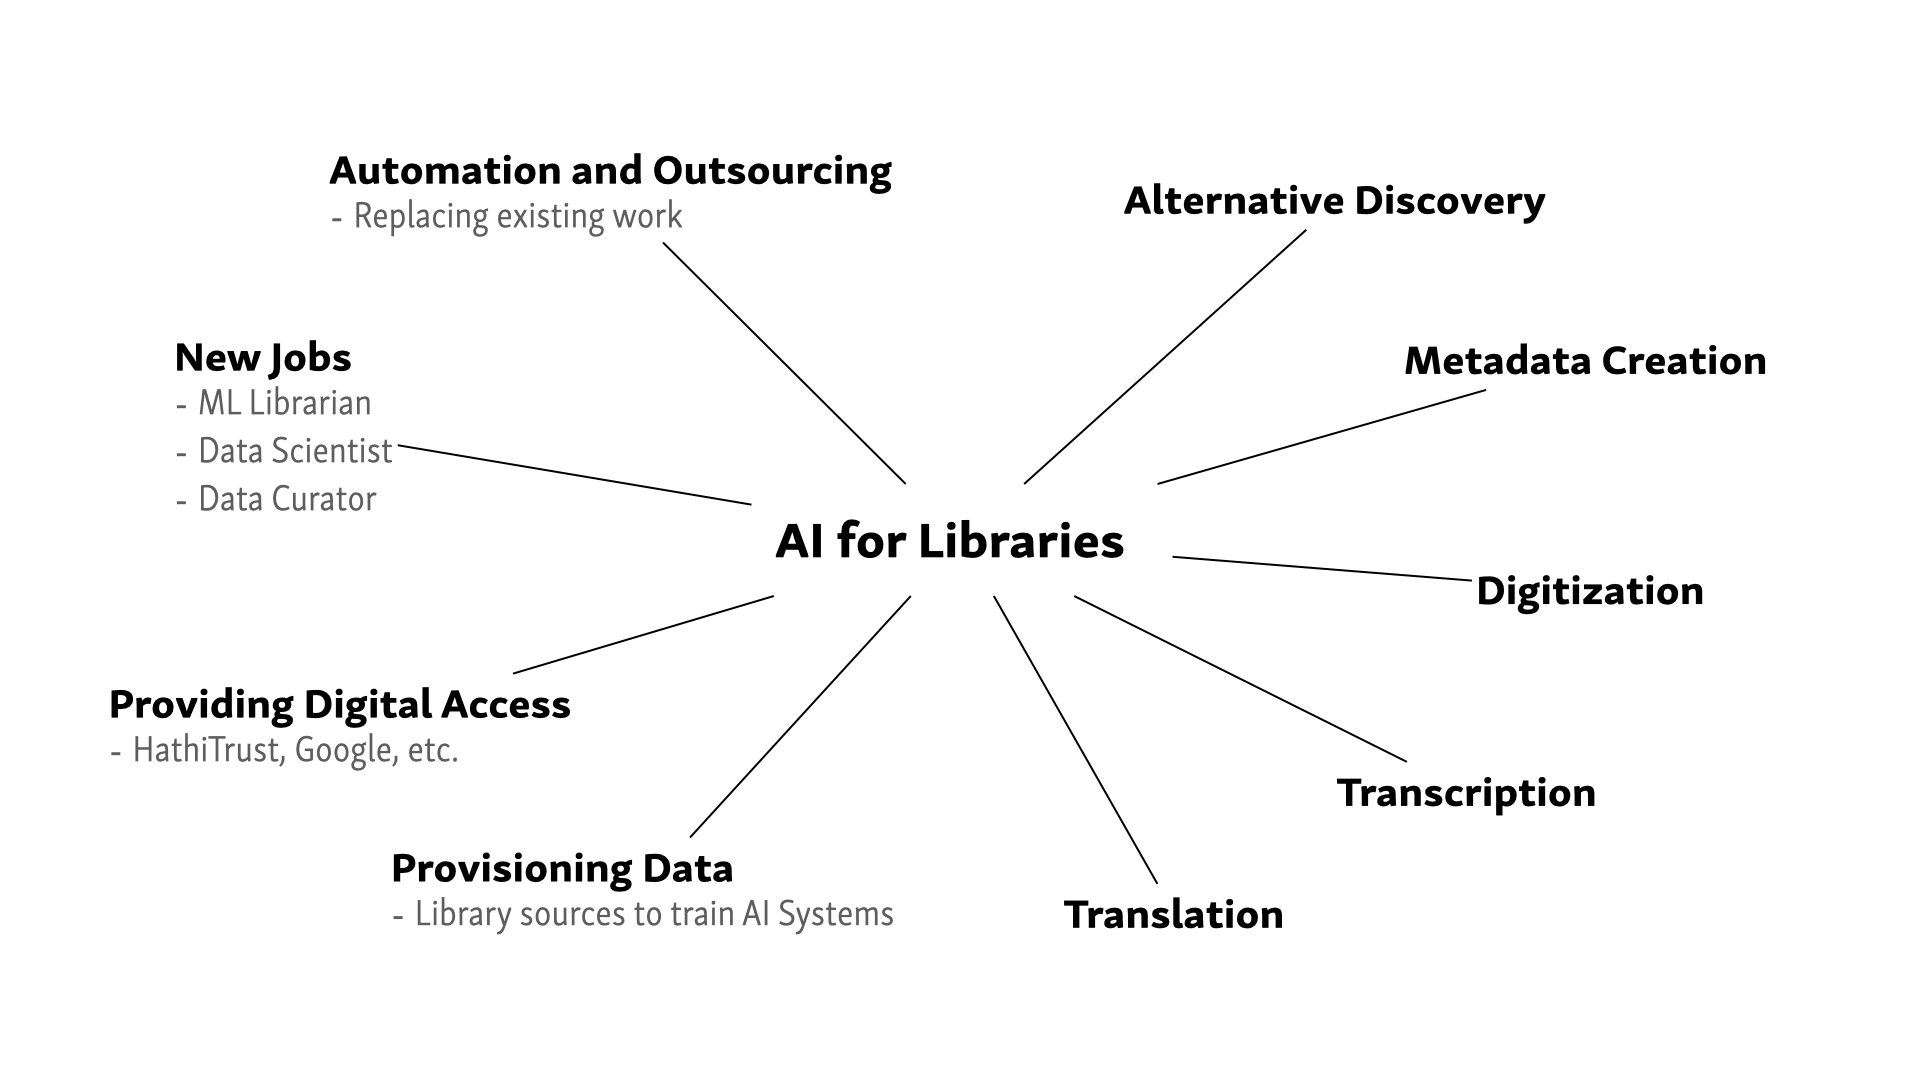 Automation and Outsourcing
- Replacing existing work
Alternative Discovery
New Jobs
- ML Librarian
- Data Scientist
- Data Curator
Metadata Creation
AI for Libraries
Digitization
Providing Digital Access
- HathiTrust, Google, etc.
Transcription
Provisioning Data
- Library sources to train AI Systems
Translation